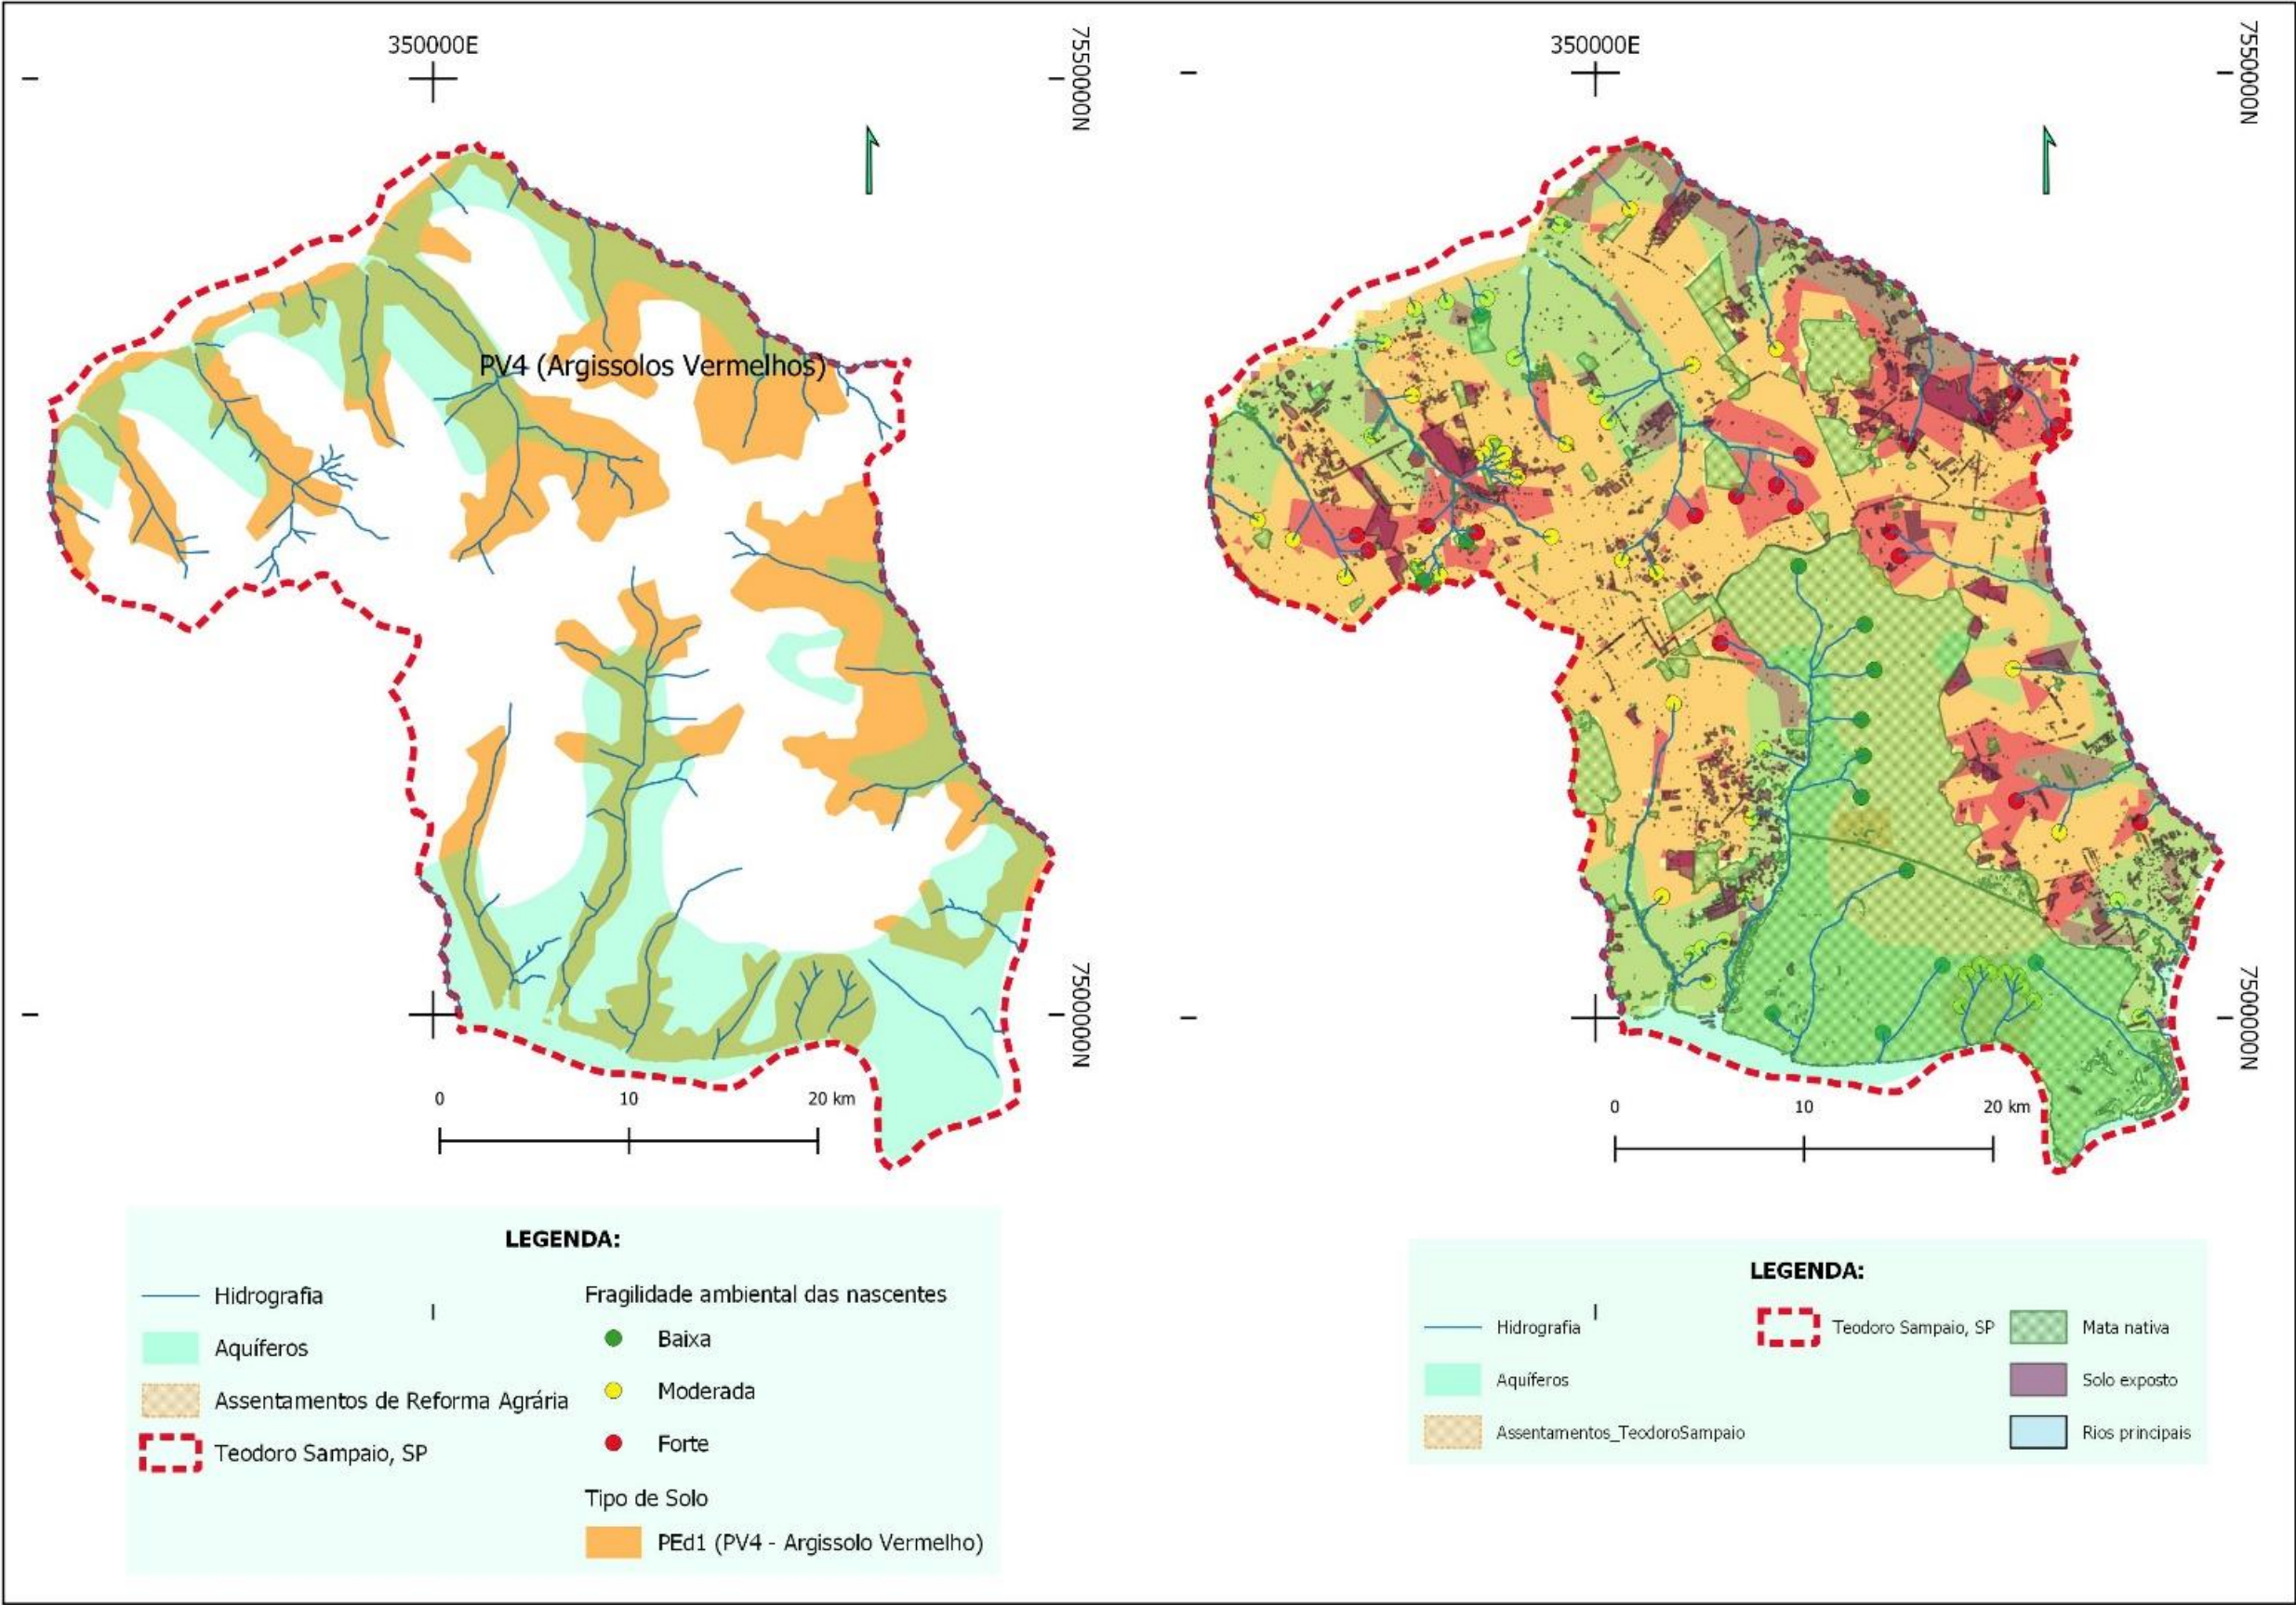 350000E
7550000N
PV4 (Argissolos Vermelhos)
7500000N
0 10 20 km
LEGENDA:
Hidrografia
Aquíferos
Assentamentos de Reforma Agrária
Teodoro Sampaio, SP
Fragilidade ambiental das nascentes
Baixa
Moderada
Forte
Tipo de Solo
PEd1 (PV4 - Argissolo Vermelho)
350000E
7550000N
7500000N
0 10 20 km
LEGENDA:
Hidrografia
Aquíferos
Assentamentos_TeodoroSampaio
Teodoro Sampaio, SP
Mata nativa
Solo exposto
Rios principais